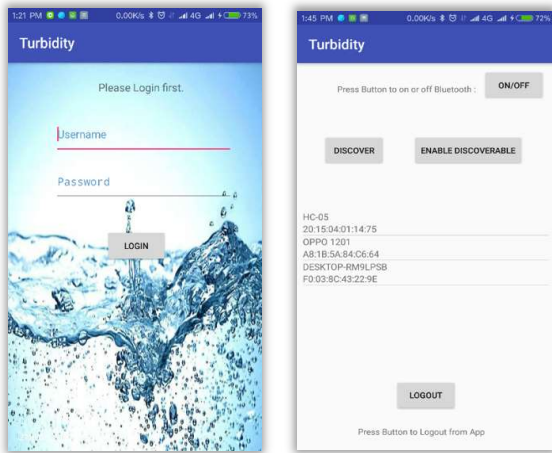 1:21 PM 0.00K/s 4G 73%
Turbidity
Please Login first.
Username
Password
LOGIN
1:45 PM 0.00K/s 4G 72%
Turbidity
Press Button to on or off Bluetooth :
ON/OFF
DISCOVER
ENABLE DISCOVERABLE
HC-05
20:15:04:01:14:75
OPPO 1201
A8:1B:5A:84:C6:64
DESKTOP-RM9LPSB
F0:03:8C:43:22:9E
LOGOUT
Press Button to Logout from App